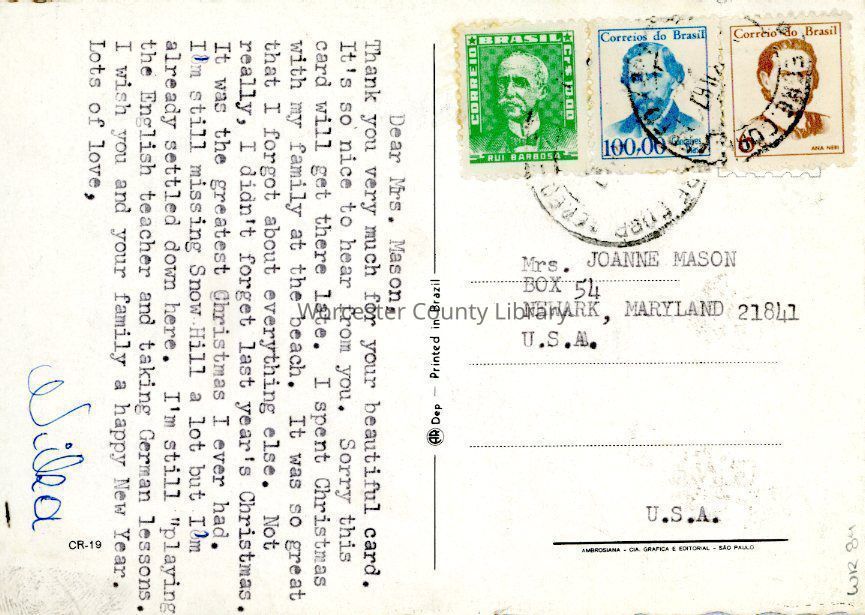 Dear Mrs. Mason,
Thank you very much for your beautiful card.
It's so nice to hear from you. Sorry this
card will get there late. I spent Christmas
with my family at the beach. It was so great
that I forgot about everything else. Not
really, I didn't forget last year's Christmas.
It was the greatest Christmas I ever had.
I'm still missing Snow Hill a lot but I'm
already settled down here. I'm still "playing
the English teacher and taking German lessons.
I wish you and your family a happy New Year.
Lots of love,
CR-19
AR Dep — Printed in Brazil
CORREIO BRASIL
RUI BARBOSA
Correios do Brasil
100,00
Correio do Brasil
ANA NERI
Mrs. JOANNE MASON
BOX 54
NEWARK, MARYLAND 21841
U.S.A.
U.S.A.
AMBROSIANA - CIA. GRAFICA E EDITORIAL - SÃO PAULO
Worcester County Library